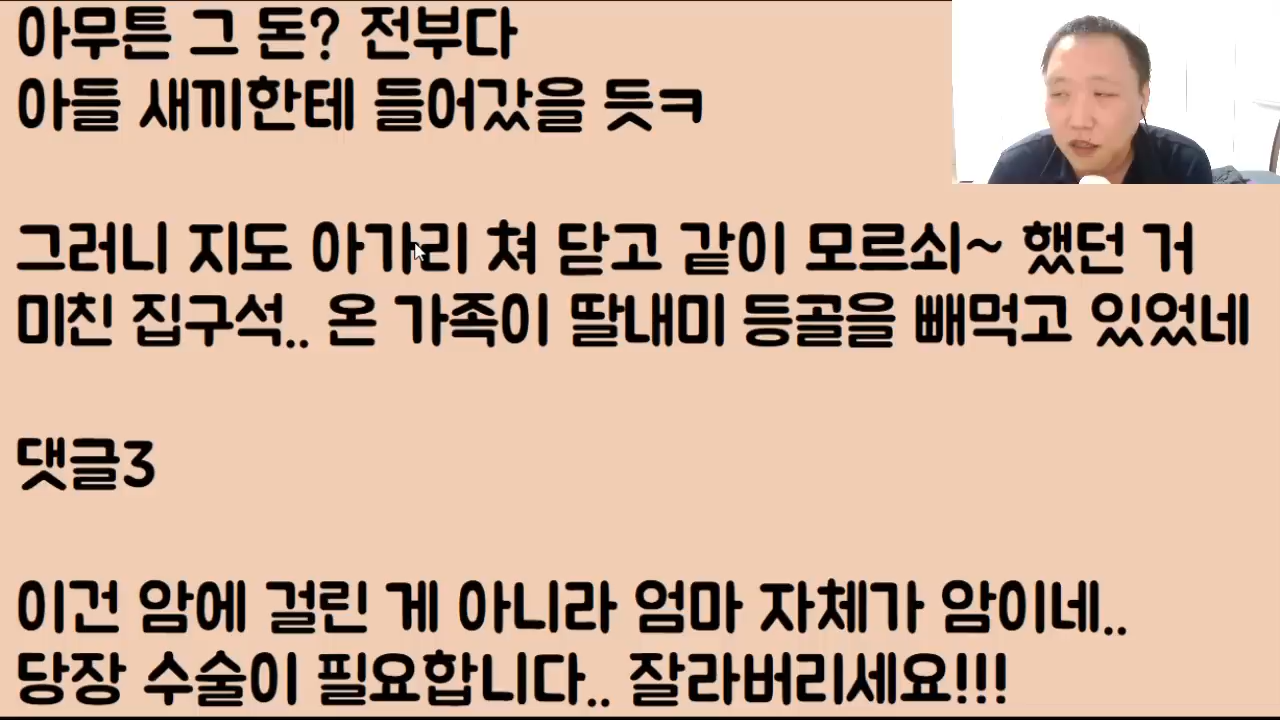 아무튼 그 돈? 전부다
아들 새끼한테 들어갔을 듯ㅋ
그러니 지도 아가리 쳐 닫고 같이 모르쇠~ 했던 거
미친 집구석.. 온 가족이 딸내미 등골을 빼먹고 있었네
댓글3
이건 암에 걸린 게 아니라 엄마 자체가 암이네..
당장 수술이 필요합니다.. 잘라버리세요!!!